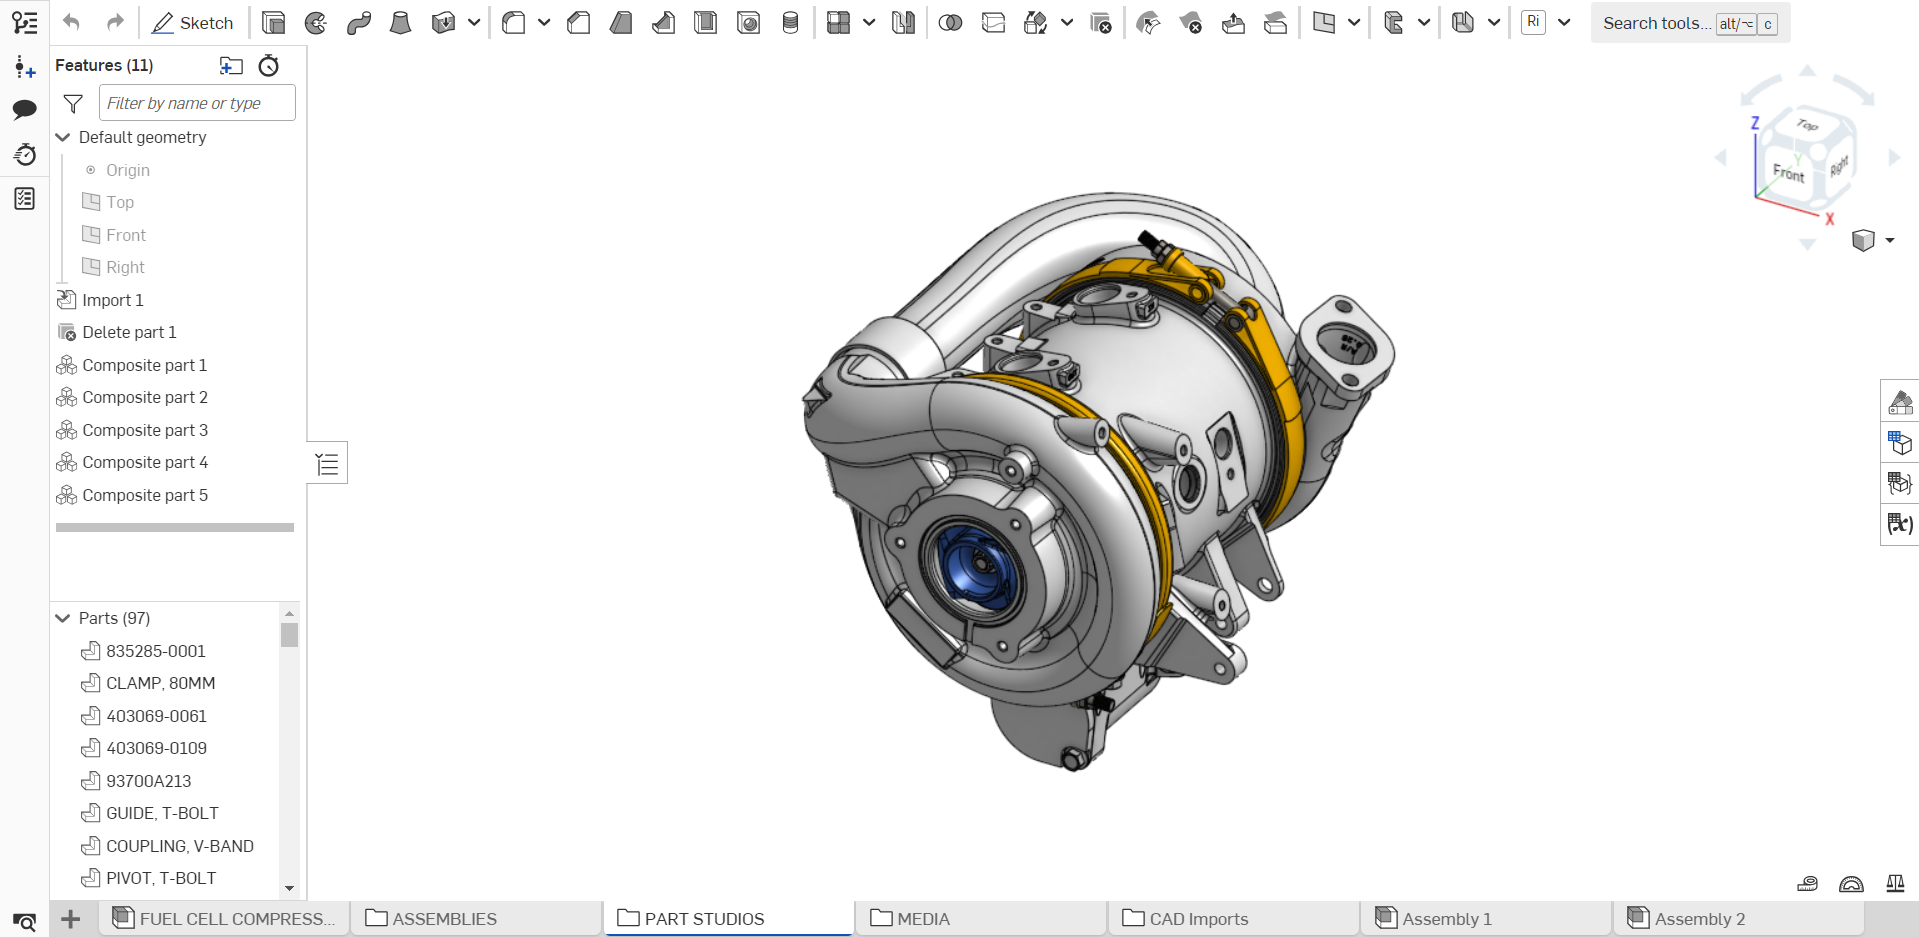 Sketch
Ri
Search tools... alt/⌥ c
Features (11)
Filter by name or type
Default geometry
Origin
Top
Front
Right
Import 1
Delete part 1
Composite part 1
Composite part 2
Composite part 3
Composite part 4
Composite part 5
Parts (97)
835285-0001
CLAMP, 80MM
403069-0061
403069-0109
93700A213
GUIDE, T-BOLT
COUPLING, V-BAND
PIVOT, T-BOLT
Z
Top
Y
Front
Right
X
(x)
FUEL CELL COMPRESS...
ASSEMBLIES
PART STUDIOS
MEDIA
CAD Imports
Assembly 1
Assembly 2